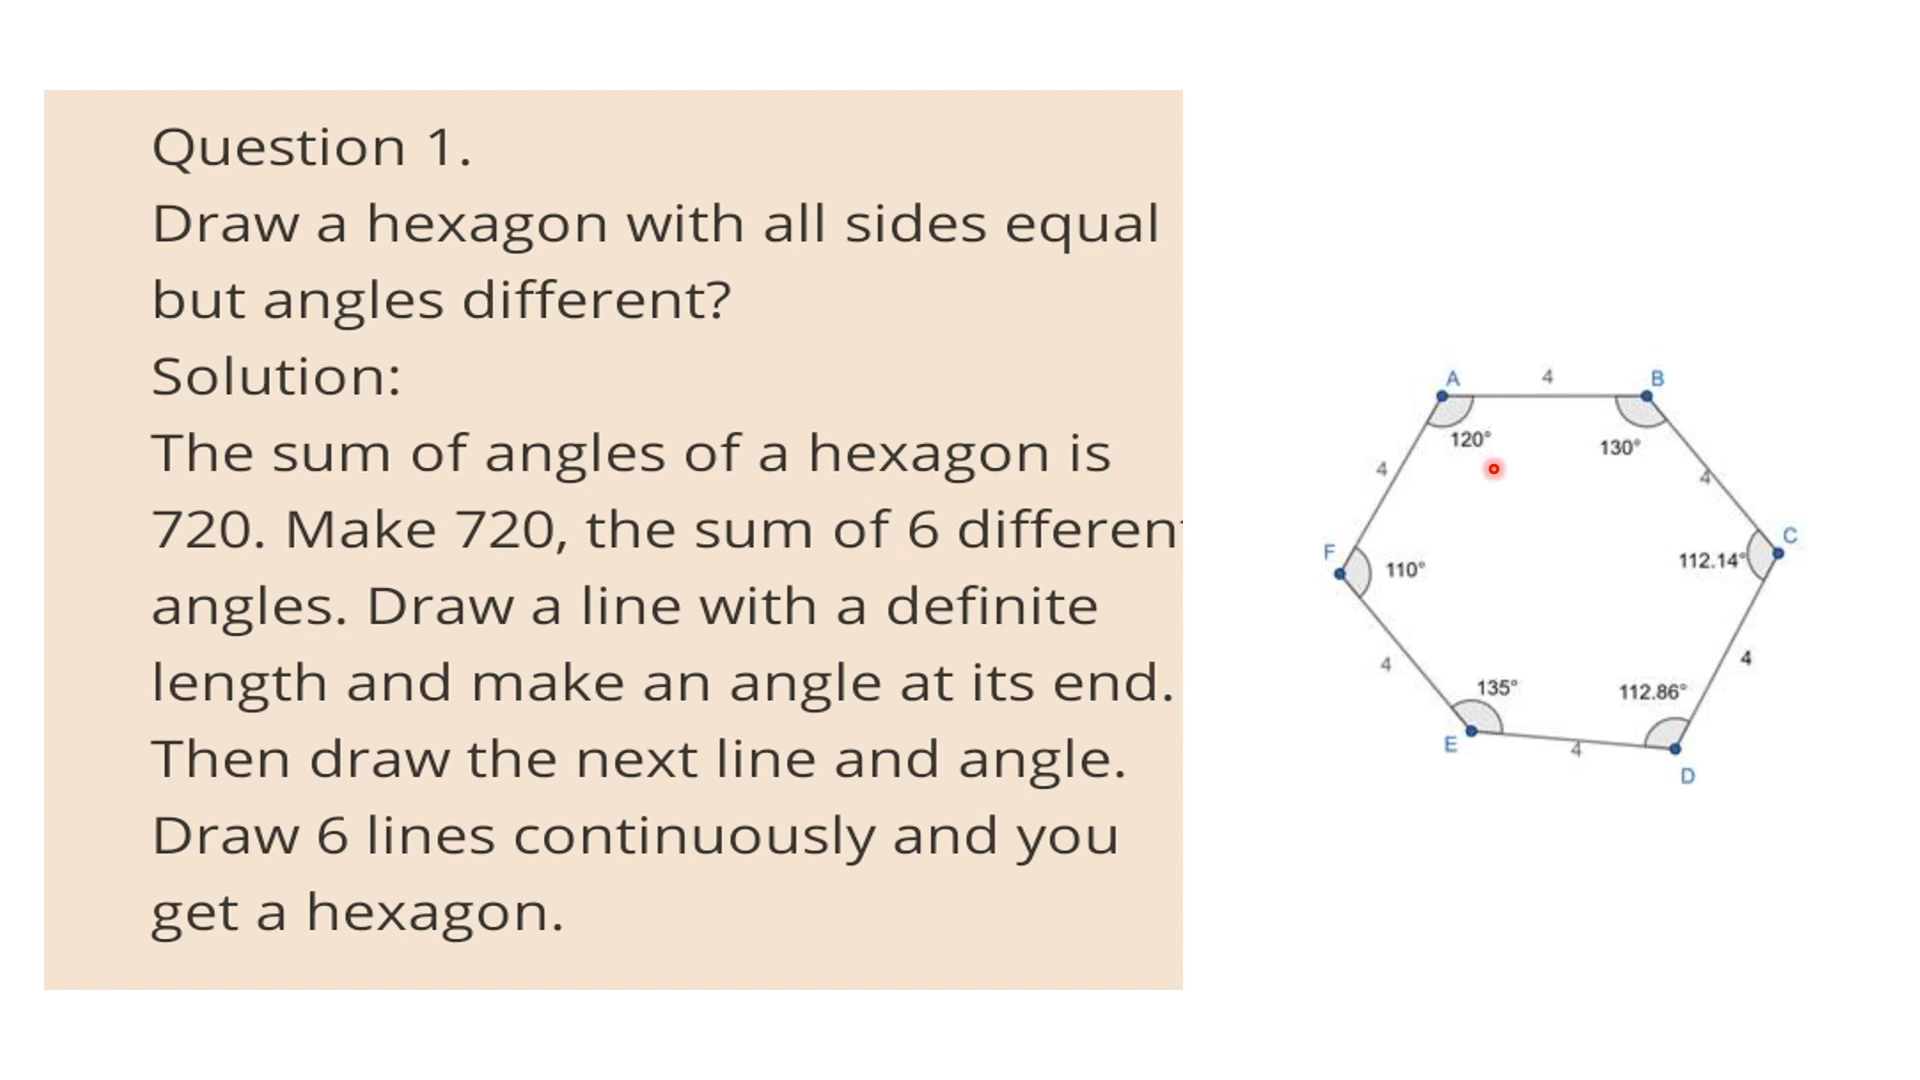 Question 1.
Draw a hexagon with all sides equal
but angles different?
Solution:
The sum of angles of a hexagon is
720. Make 720, the sum of 6 different
angles. Draw a line with a definite
length and make an angle at its end.
Then draw the next line and angle.
Draw 6 lines continuously and you
get a hexagon.
A 4 B
120° 130°
4 4
F 110° 112.14° C
4 4
135° 112.86°
E 4
D